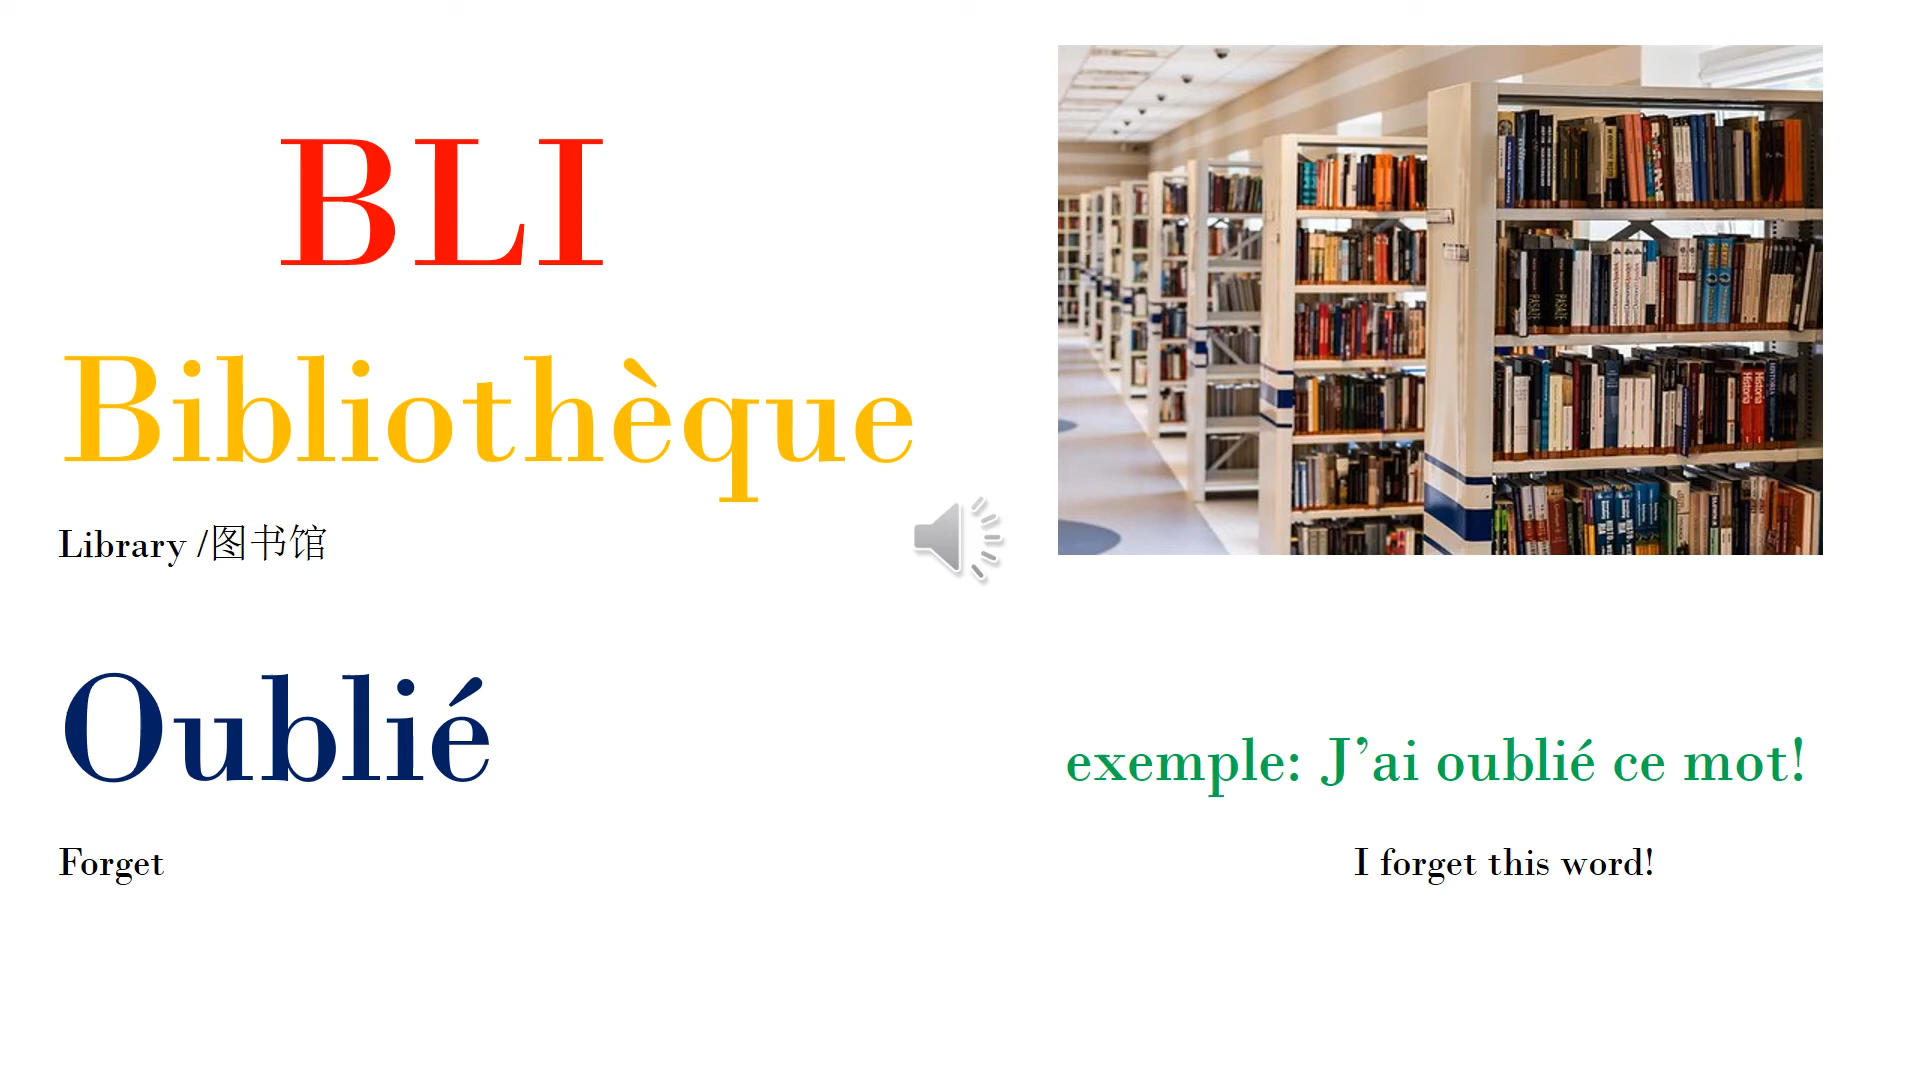 BLI
Bibliothèque
Library /图书馆
Oublié
exemple: J’ai oublié ce mot!
Forget
I forget this word!